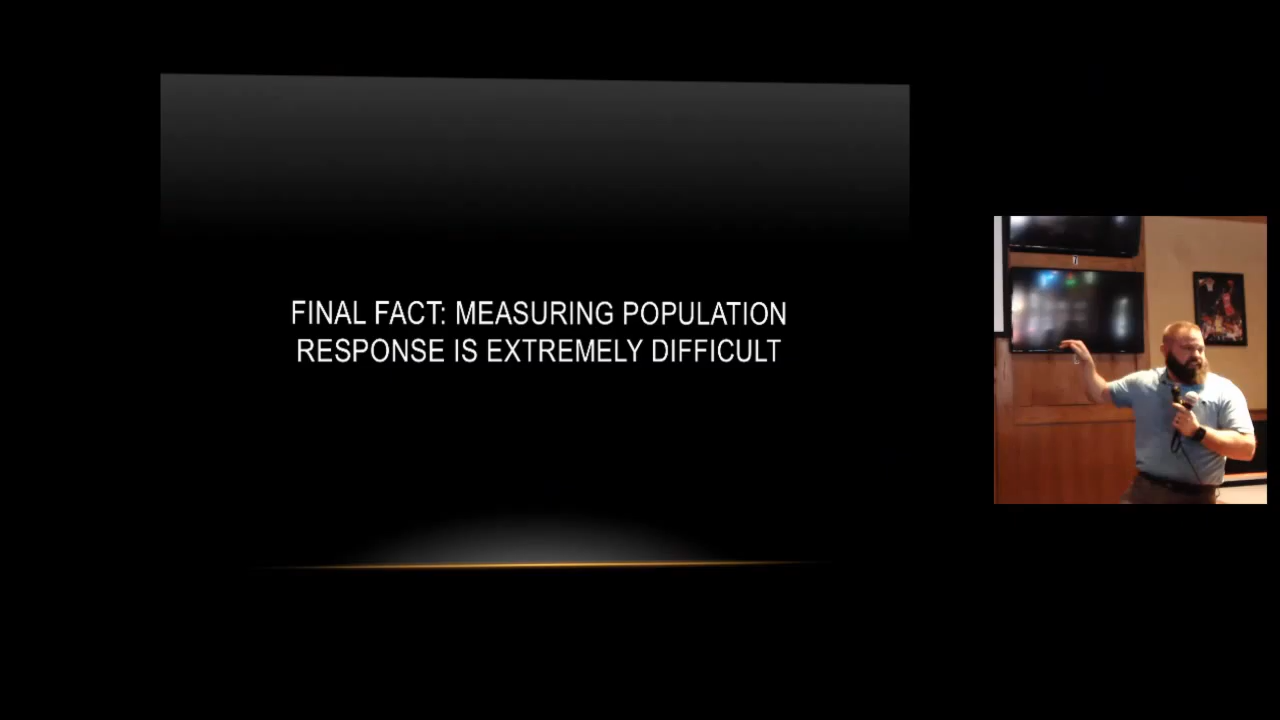 FINAL FACT: MEASURING POPULATION
RESPONSE IS EXTREMELY DIFFICULT